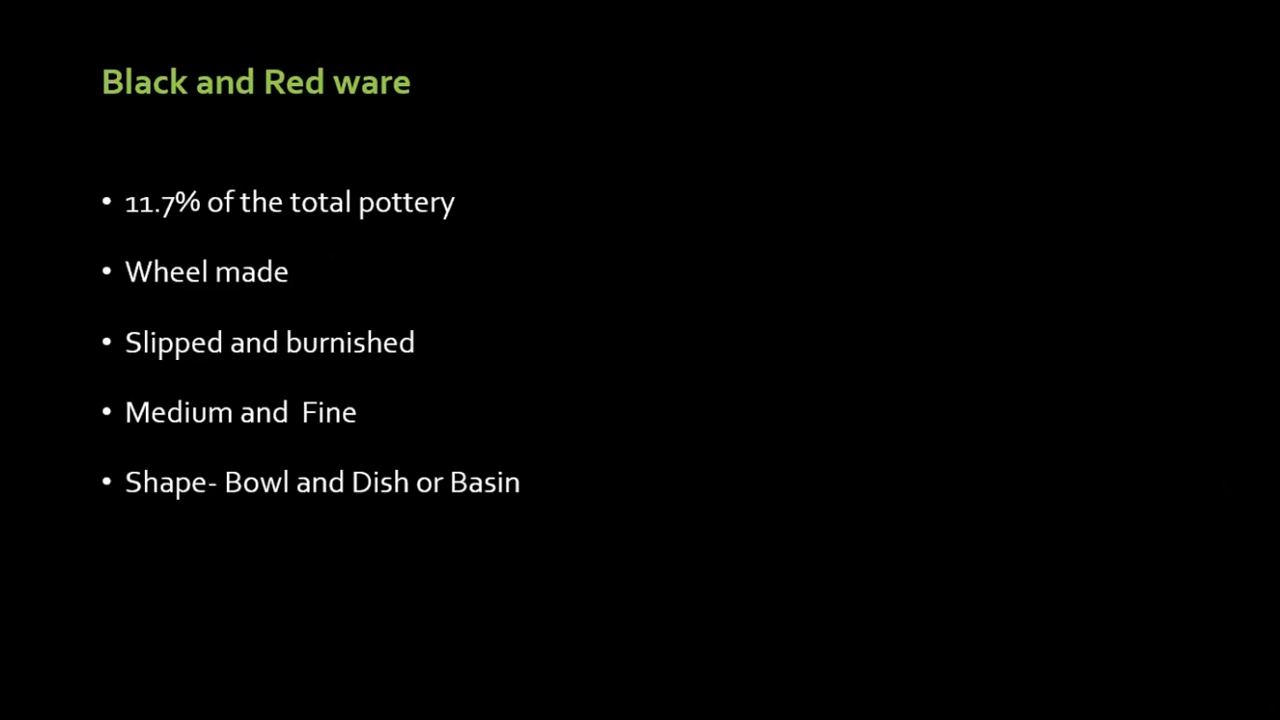 Black and Red ware
• 11.7% of the total pottery
• Wheel made
• Slipped and burnished
• Medium and  Fine
• Shape- Bowl and Dish or Basin